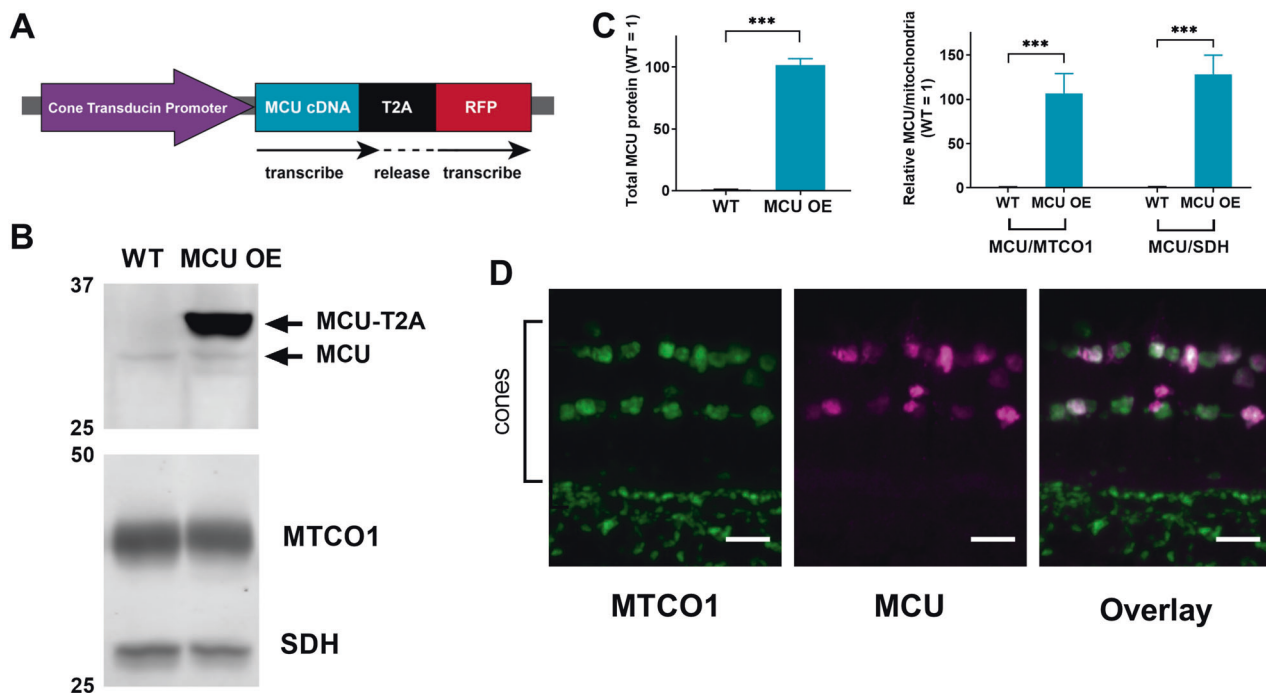 A
Cone Transducin Promoter
MCU cDNA
T2A
RFP
transcribe
release
transcribe
B
WT
MCU OE
37
MCU-T2A
MCU
25
50
MTCO1
SDH
25
C
Total MCU protein (WT = 1)
***
100
50
0
WT
MCU OE
Relative MCU/mitochondria
(WT = 1)
***
***
150
100
50
0
WT
MCU OE
WT
MCU OE
MCU/MTCO1
MCU/SDH
D
cones
MTCO1
MCU
Overlay